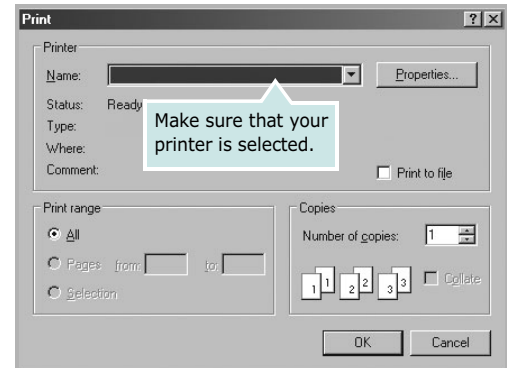 Print
Printer
Name:
Properties...
Status: Ready
Type:
Where:
Comment:
Make sure that your
printer is selected.
Print to file
Print range
All
Pages from: to:
Selection
Copies
Number of copies: 1
1 1 2 2 3 3
Collate
OK Cancel